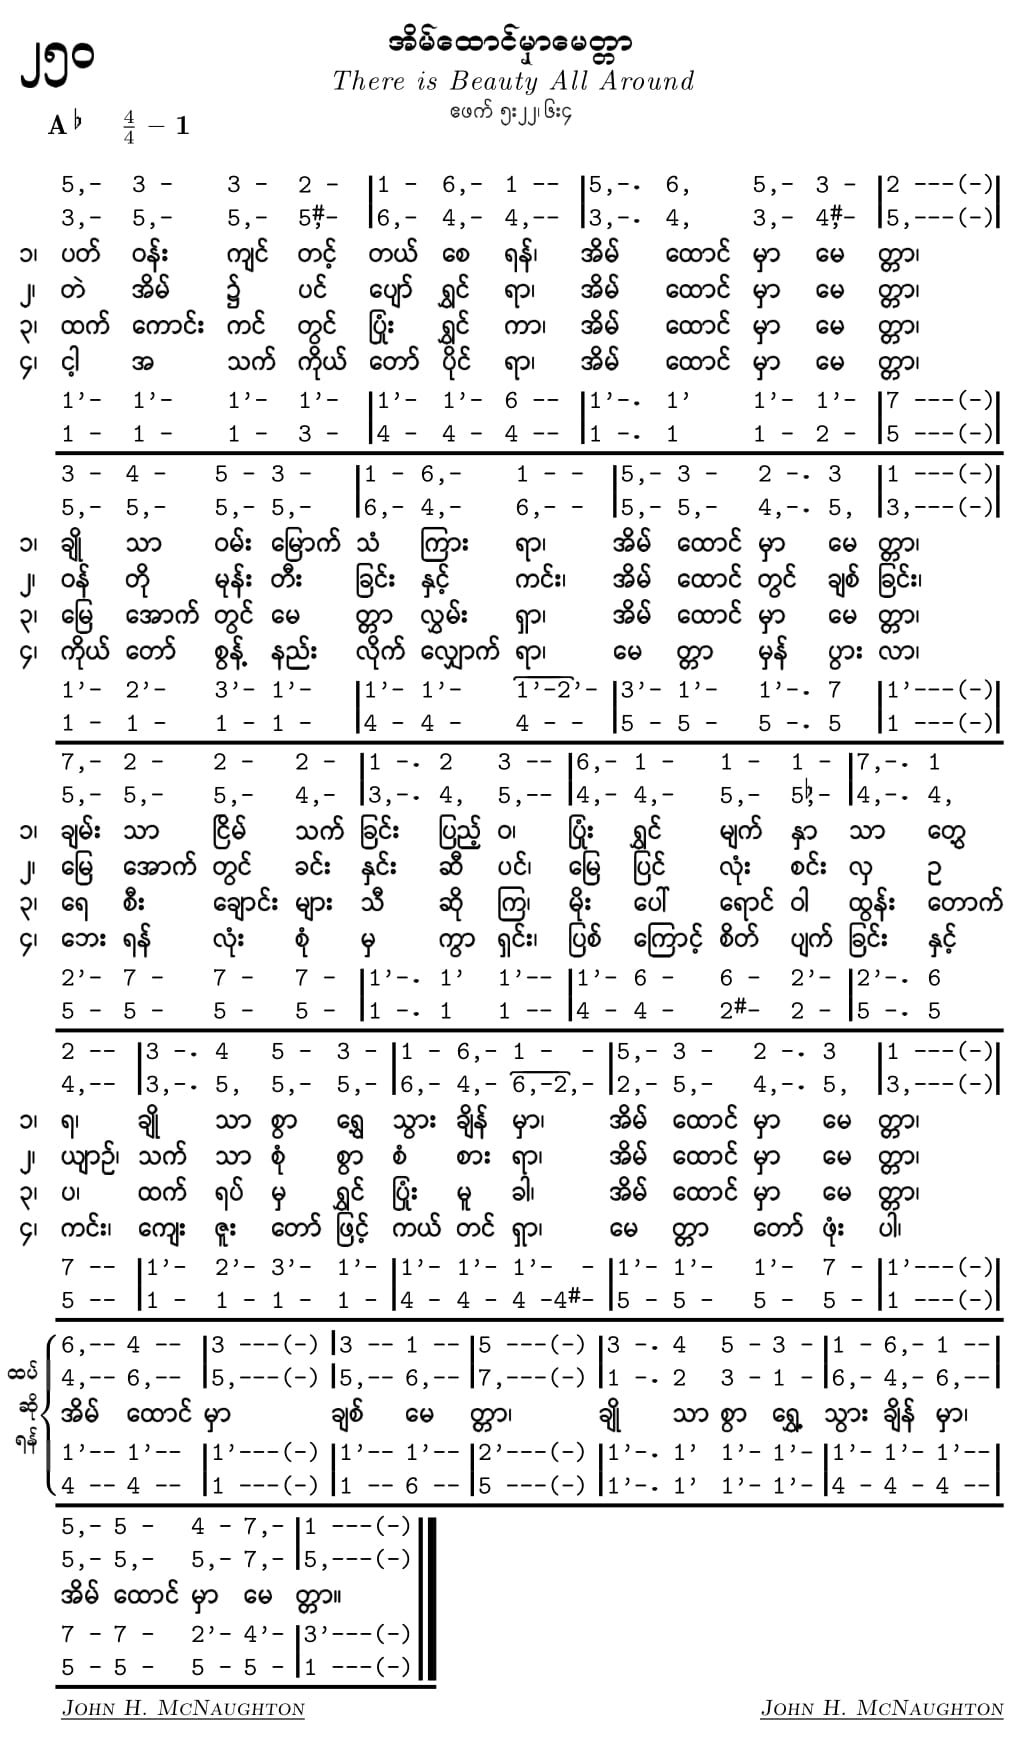 ၂၅၀
အိမ်ထောင်မှာမေတ္တာ
There is Beauty All Around
ဧဖက် ၅း၂၂၊ ၆း၄
A♭ 4/4 – 1
5,– 3 – 3 – 2 – |1 – 6,– 1 –– |5,–. 6, 5,– 3 – |2 –––(–)|
3,– 5,– 5,– 5#,– |6,– 4,– 4,–– |3,–. 4, 3,– 4#,– |5,–––(–)|
၁၊ ပတ် ဝန်း ကျင် တင့် တယ် စေ ရန်၊ အိမ် ထောင် မှာ မေ တ္တာ၊
၂၊ တဲ အိမ် ၌ ပင် ပျော် ရွှင် ရာ၊ အိမ် ထောင် မှာ မေ တ္တာ၊
၃၊ ထက် ကောင်း ကင် တွင် ပြုံး ရွှင် ကာ၊ အိမ် ထောင် မှာ မေ တ္တာ၊
၄၊ ငါ့ အ သက် ကိုယ် တော် ပိုင် ရာ၊ အိမ် ထောင် မှာ မေ တ္တာ၊
1’– 1’– 1’– 1’– |1’– 1’– 6 –– |1’–. 1’ 1’– 1’– |7 –––(–)|
1 – 1 – 1 – 3 – |4 – 4 – 4 –– |1 –. 1 1 – 2 – |5 –––(–)|
3 – 4 – 5 – 3 – |1 – 6,– 1 – – |5,– 3 – 2 –. 3 |1 –––(–)|
5,– 5,– 5,– 5,– |6,– 4,– 6,– – |5,– 5,– 4,–. 5, |3,–––(–)|
၁၊ ချို သာ ဝမ်း မြောက် သံ ကြား ရာ၊ အိမ် ထောင် မှာ မေ တ္တာ၊
၂၊ ဝန် တို မုန်း တီး ခြင်း နှင့် ကင်း၊ အိမ် ထောင် တွင် ချစ် ခြင်း၊
၃၊ မြေ အောက် တွင် မေ တ္တာ လွှမ်း ရှာ၊ အိမ် ထောင် မှာ မေ တ္တာ၊
၄၊ ကိုယ် တော် စွန့် နည်း လိုက် လျှောက် ရာ၊ မေ တ္တာ မှန် ပွား လာ၊
1’– 2’– 3’– 1’– |1’– 1’– 1’–2’– |3’– 1’– 1’–. 7 |1’–––(–)|
1 – 1 – 1 – 1 – |4 – 4 – 4 – – |5 – 5 – 5 –. 5 |1 –––(–)|
7,– 2 – 2 – 2 – |1 –. 2 3 –– |6,– 1 – 1 – 1 – |7,–. 1
5,– 5,– 5,– 4,– |3,–. 4, 5,–– |4,– 4,– 5,– 5♭,– |4,–. 4,
၁၊ ချမ်း သာ ငြိမ် သက် ခြင်း ပြည့် ဝ၊ ပြုံး ရွှင် မျက် နှာ သာ တွေ့
၂၊ မြေ အောက် တွင် ခင်း နှင်း ဆီ ပင်၊ မြေ ပြင် လုံး စင်း လှ ဥ
၃၊ ရေ စီး ချောင်း များ သီ ဆို ကြ၊ မိုး ပေါ် ရောင် ဝါ ထွန်း တောက်
၄၊ ဘေး ရန် လုံး စုံ မှ ကွာ ရှင်း၊ ပြစ် ကြောင့် စိတ် ပျက် ခြင်း နှင့်
2’– 7 – 7 – 7 – |1’–. 1’ 1’–– |1’– 6 – 6 – 2’– |2’–. 6
5 – 5 – 5 – 5 – |1 –. 1 1 –– |4 – 4 – 2#– 2 – |5 –. 5
2 –– |3 –. 4 5 – 3 – |1 – 6,– 1 – – |5,– 3 – 2 –. 3 |1 –––(–)|
4,–– |3,–. 5, 5,– 5,– |6,– 4,– 6,–2,– |2,– 5,– 4,–. 5, |3,–––(–)|
၁၊ ရ၊ ချို သာ စွာ ရွှေ့ သွား ချိန် မှာ၊ အိမ် ထောင် မှာ မေ တ္တာ၊
၂၊ ယျာဉ်၊ သက် သာ စုံ စွာ စံ စား ရာ၊ အိမ် ထောင် မှာ မေ တ္တာ၊
၃၊ ပ၊ ထက် ရပ် မှ ရွှင် ပြုံး မူ ခါ၊ အိမ် ထောင် မှာ မေ တ္တာ၊
၄၊ ကင်း၊ ကျေး ဇူး တော် ဖြင့် ကယ် တင် ရှာ၊ မေ တ္တာ တော် ဖုံး ပါ၊
7 –– |1’– 2’– 3’– 1’– |1’– 1’– 1’– – |1’– 1’– 1’– 7 – |1’–––(–)|
5 –– |1 – 1 – 1 – 1 – |4 – 4 – 4 –4#– |5 – 5 – 5 – 5 – |1 –––(–)|
ထပ် ဆို ရန်
6,–– 4 –– |3 –––(–) |3 –– 1 –– |5 –––(–) |3 –. 4 5 – 3 – |1 – 6,– 1 ––|
4,–– 6,–– |5,–––(–) |5,–– 6,–– |7,–––(–) |1 –. 2 3 – 1 – |6,– 4,– 6,––|
အိမ် ထောင် မှာ ချစ် မေ တ္တာ၊ ချို သာ စွာ ရွှေ့ သွား ချိန် မှာ၊
1’–– 1’–– |1’–––(–) |1’–– 1’–– |2’–––(–) |1’–. 1’ 1’– 1’– |1’– 1’– 1’––|
4 –– 4 –– |1 –––(–) |1 –– 6 –– |5 –––(–) |1’–. 1’ 1’– 1’– |4 – 4 – 4 ––|
5,– 5 – 4 – 7,– |1 –––(–)
5,– 5,– 5,– 7,– |5,–––(–)
အိမ် ထောင် မှာ မေ တ္တာ။
7 – 7 – 2’– 4’– |3’–––(–)
5 – 5 – 5 – 5 – |1 –––(–)
John H. McNaughton John H. McNaughton